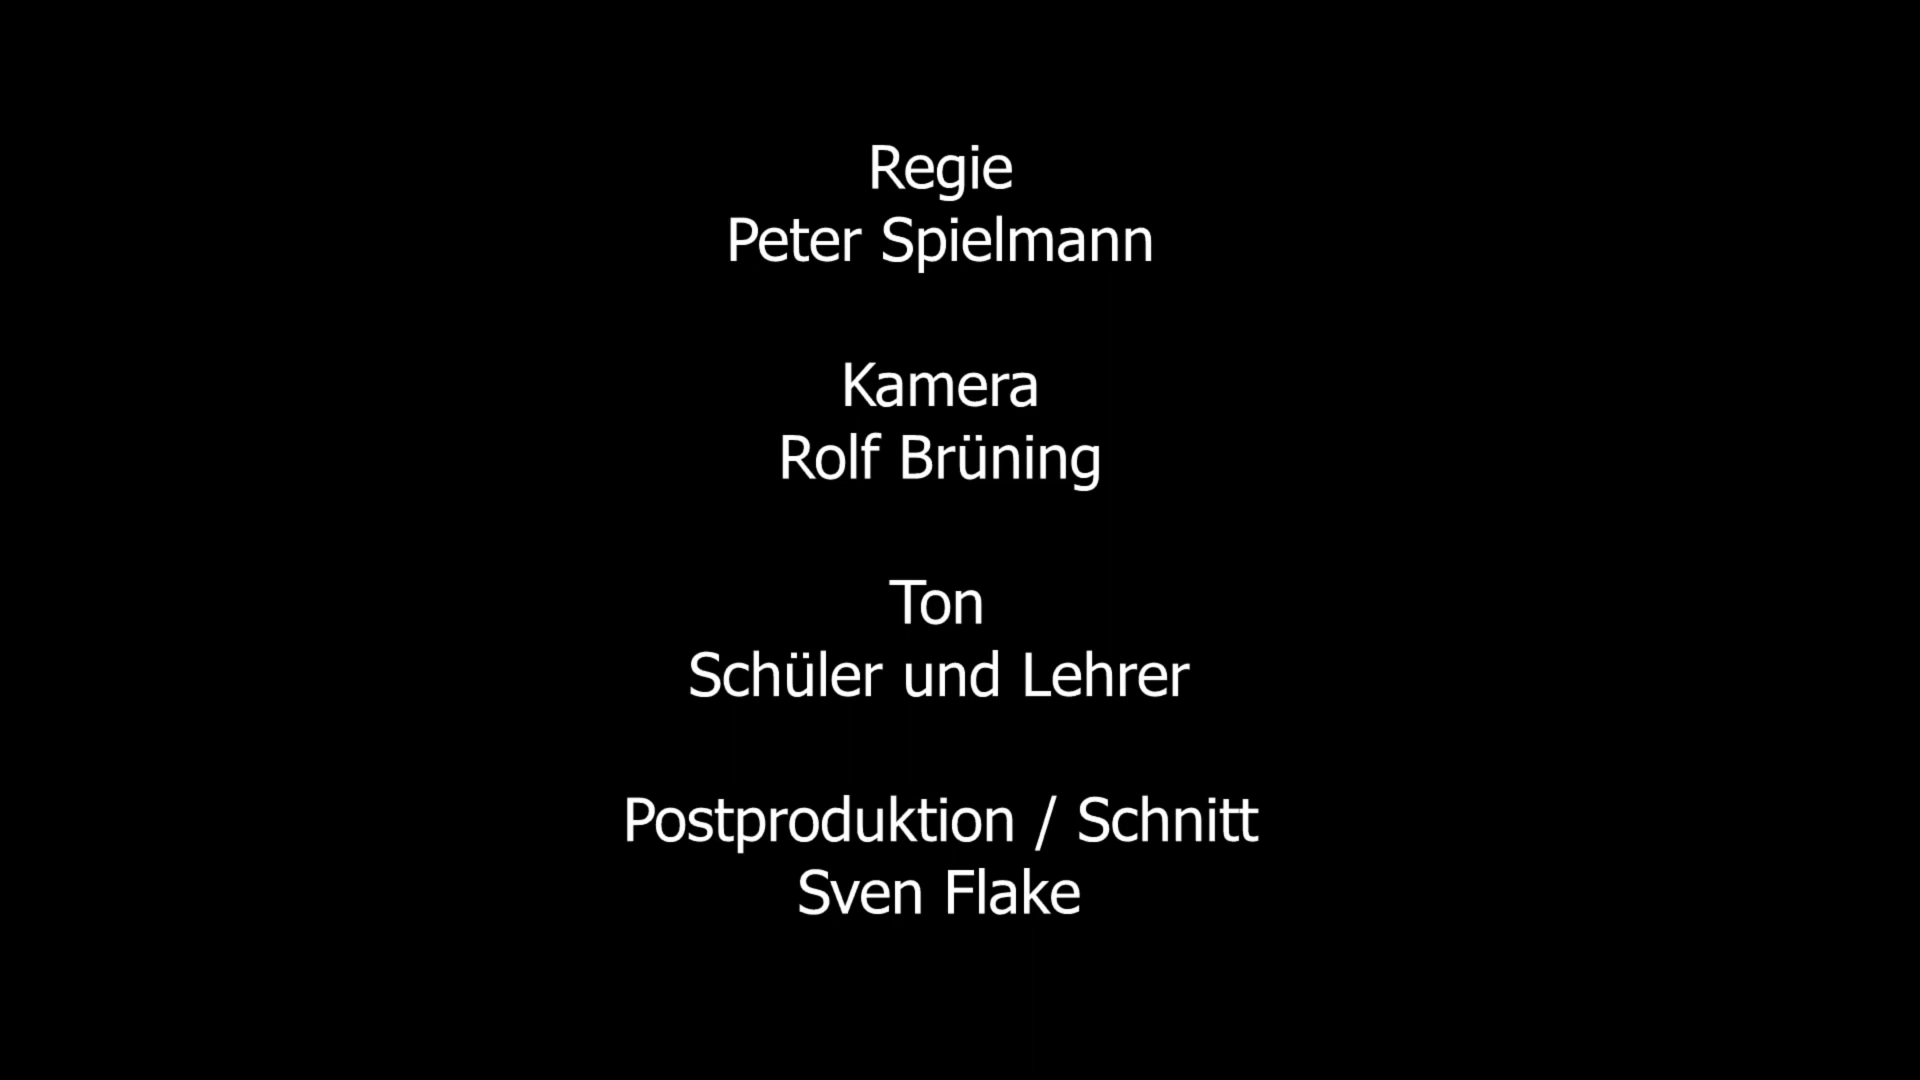 Regie
Peter Spielmann
Kamera
Rolf Brüning
Ton
Schüler und Lehrer
Postproduktion / Schnitt
Sven Flake